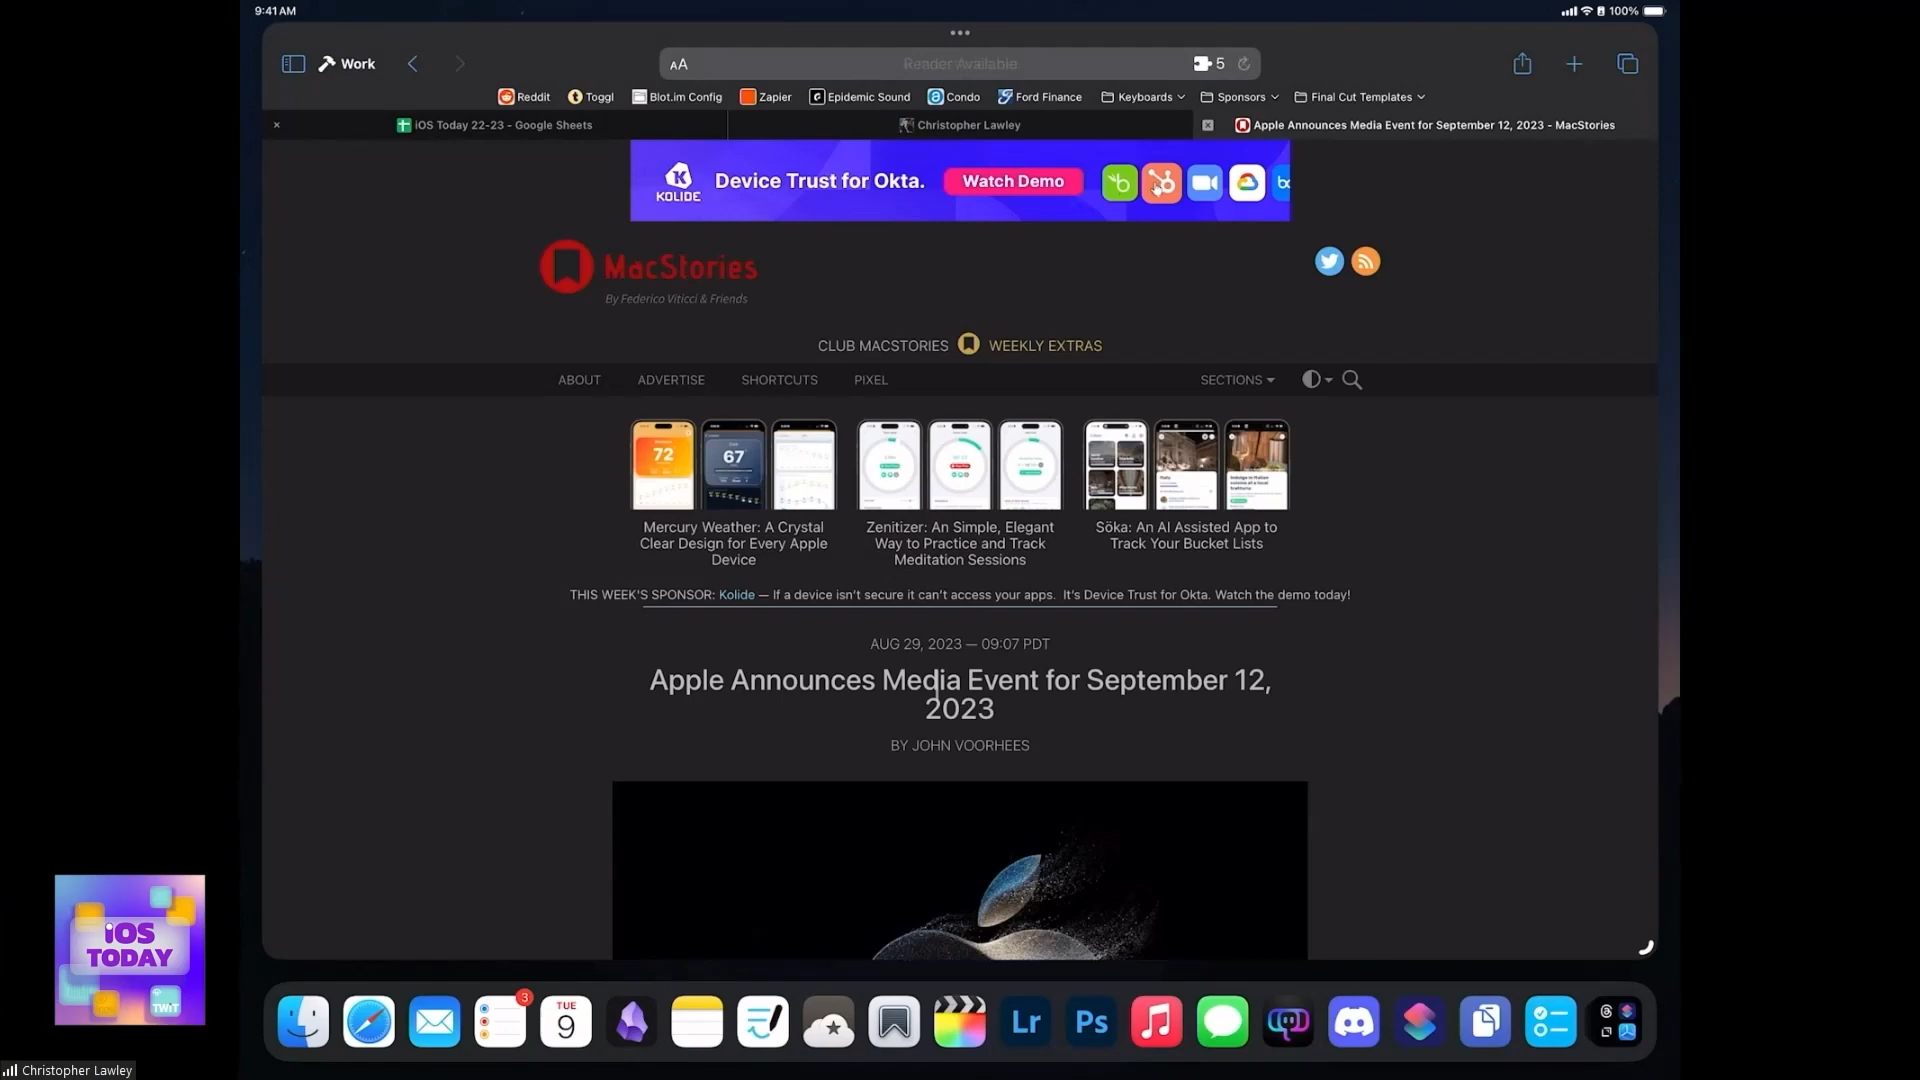 9:41 AM
100%
Work
AA
Reader Available
5
Reddit
Toggl
Blot.im Config
Zapier
Epidemic Sound
Condo
Ford Finance
Keyboards
Sponsors
Final Cut Templates
iOS Today 22-23 - Google Sheets
Christopher Lawley
Apple Announces Media Event for September 12, 2023 - MacStories
KOLIDE
Device Trust for Okta.
Watch Demo
MacStories
By Federico Viticci & Friends
CLUB MACSTORIES
WEEKLY EXTRAS
ABOUT
ADVERTISE
SHORTCUTS
PIXEL
SECTIONS
72
67
Mercury Weather: A Crystal
Clear Design for Every Apple
Device
Zenitizer: An Simple, Elegant
Way to Practice and Track
Meditation Sessions
Sōka: An AI Assisted App to
Track Your Bucket Lists
THIS WEEK'S SPONSOR: Kolide — If a device isn't secure it can't access your apps. It's Device Trust for Okta. Watch the demo today!
AUG 29, 2023 — 09:07 PDT
Apple Announces Media Event for September 12,
2023
BY JOHN VOORHEES
iOS
TODAY
TWiT
3
TUE
9
Lr
Ps
Christopher Lawley